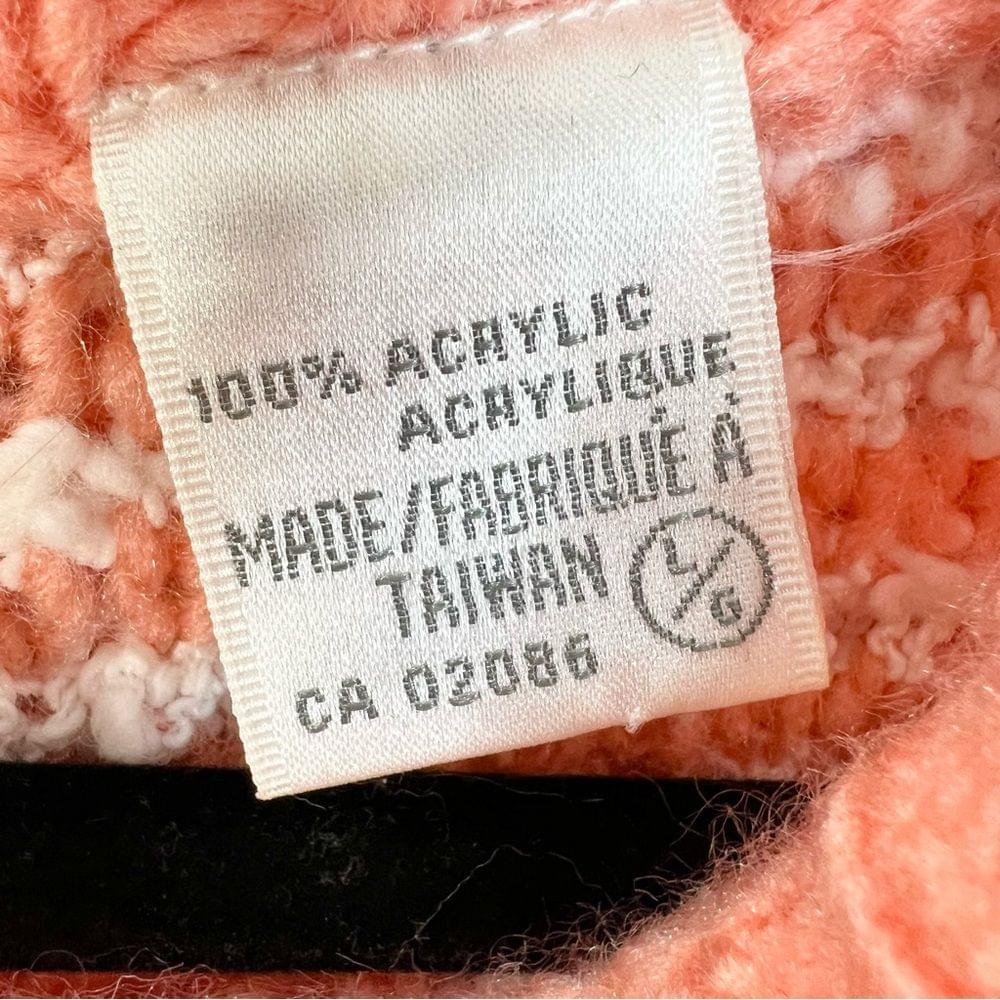 100% ACRYLIC
ACRYLIQUE
MADE/FABRIQUÉ À
TAIWAN
L/G
CA 02086